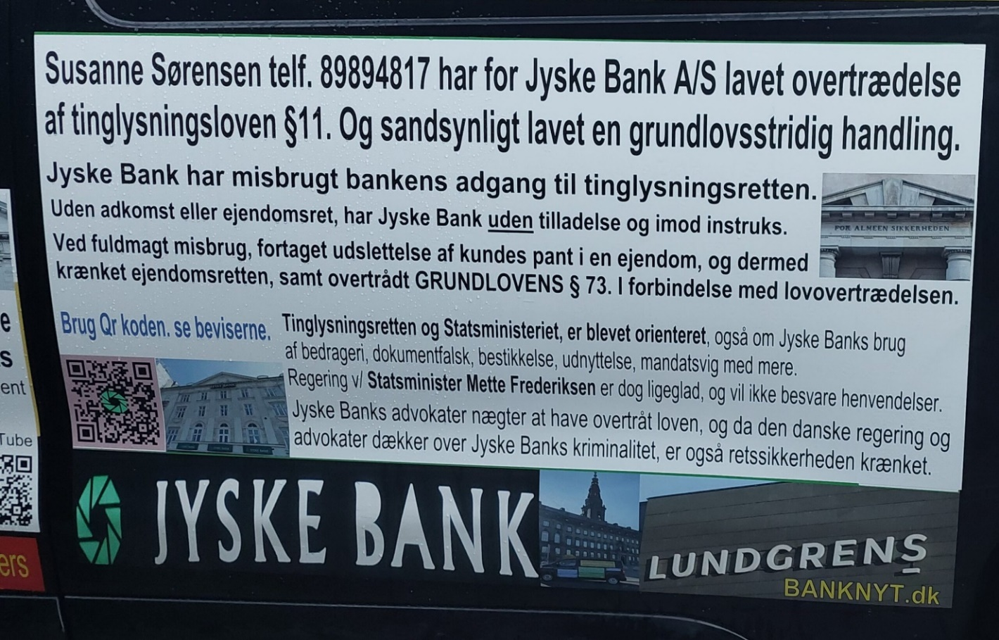 Susanne Sørensen telf. 89894817 har for Jyske Bank A/S lavet overtrædelse
af tinglysningsloven §11. Og sandsynligt lavet en grundlovsstridig handling.
Jyske Bank har misbrugt bankens adgang til tinglysningsretten.
Uden adkomst eller ejendomsret, har Jyske Bank uden tilladelse og imod instruks.
Ved fuldmagt misbrug, fortaget udslettelse af kundes pant i en ejendom, og dermed
krænket ejendomsretten, samt overtrådt GRUNDLOVENS § 73. I forbindelse med lovovertrædelsen.
FOR ALMEEN SIKKERHEDEN
Brug Qr koden. se beviserne.
Tinglysningsretten og Statsministeriet, er blevet orienteret, også om Jyske Banks brug
af bedrageri, dokumentfalsk, bestikkelse, udnyttelse, mandatsvig med mere.
Regering v/ Statsminister Mette Frederiksen er dog ligeglad, og vil ikke besvare henvendelser.
Jyske Banks advokater nægter at have overtråt loven, og da den danske regering og
advokater dækker over Jyske Banks kriminalitet, er også retssikkerheden krænket.
JYSKE BANK
LUNDGRENS
BANKNYT.dk
e
s
ent
Tube
ers